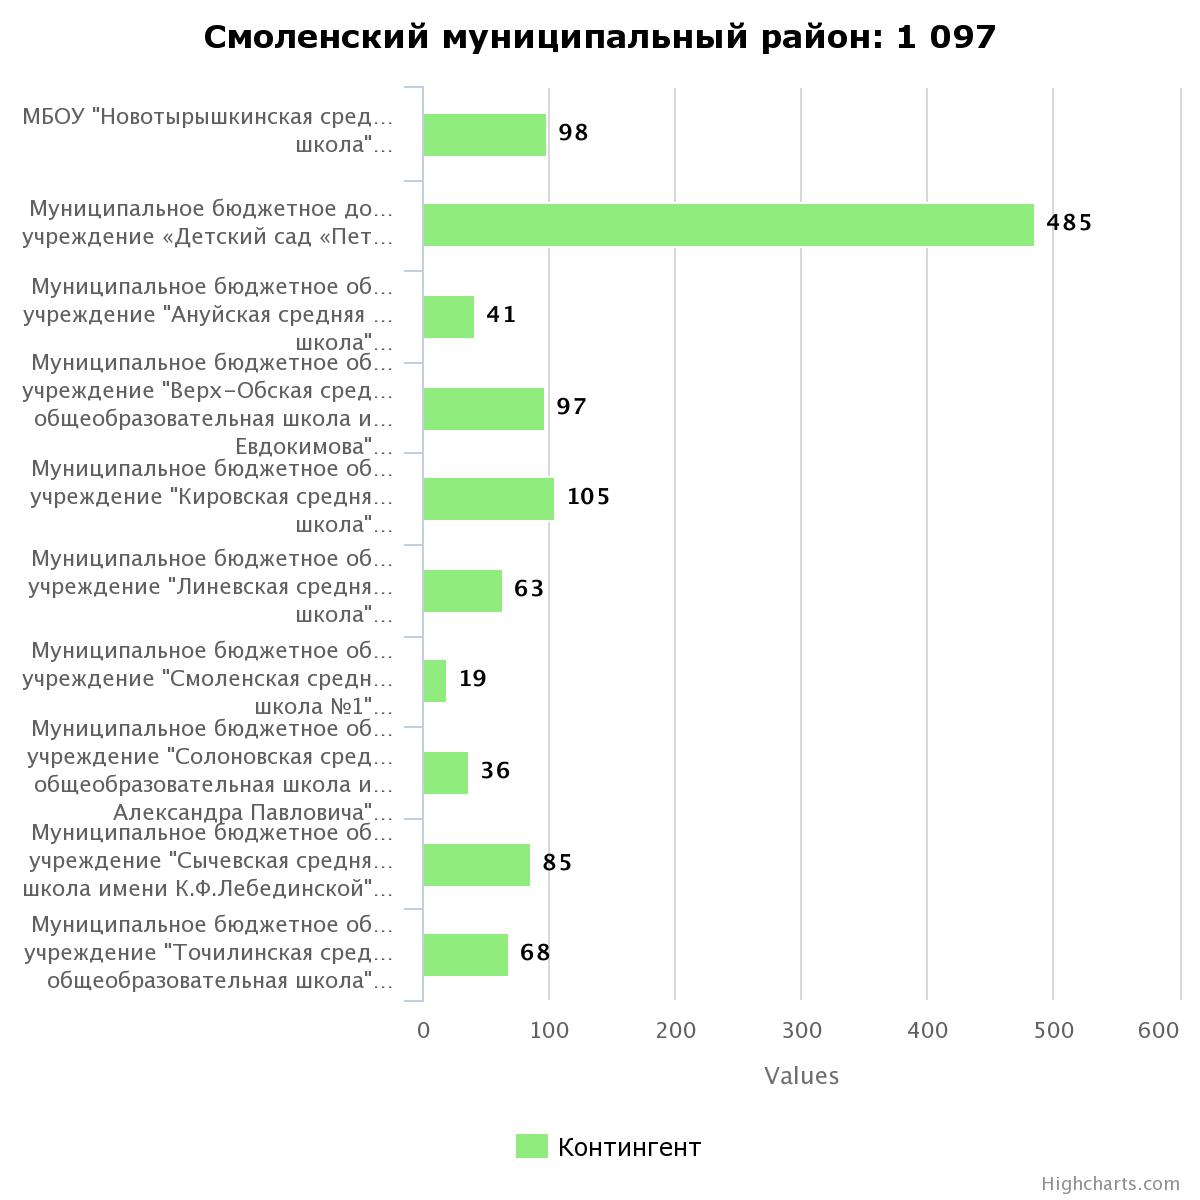 Смоленский муниципальный район: 1 097
МБОУ "Новотырышкинская сред...
школа"...
98
Муниципальное бюджетное до...
учреждение «Детский сад «Пет...
485
Муниципальное бюджетное об...
учреждение "Ануйская средняя ...
школа"...
41
Муниципальное бюджетное об...
учреждение "Верх-Обская сред...
общеобразовательная школа и...
Евдокимова"...
97
Муниципальное бюджетное об...
учреждение "Кировская средня...
школа"...
105
Муниципальное бюджетное об...
учреждение "Линевская средня...
школа"...
63
Муниципальное бюджетное об...
учреждение "Смоленская средн...
школа №1"...
19
Муниципальное бюджетное об...
учреждение "Солоновская сред...
общеобразовательная школа и...
Александра Павловича"...
36
Муниципальное бюджетное об...
учреждение "Сычевская средня...
школа имени К.Ф.Лебединской"...
85
Муниципальное бюджетное об...
учреждение "Точилинская сред...
общеобразовательная школа"...
68
0 100 200 300 400 500 600
Values
Контингент
Highcharts.com